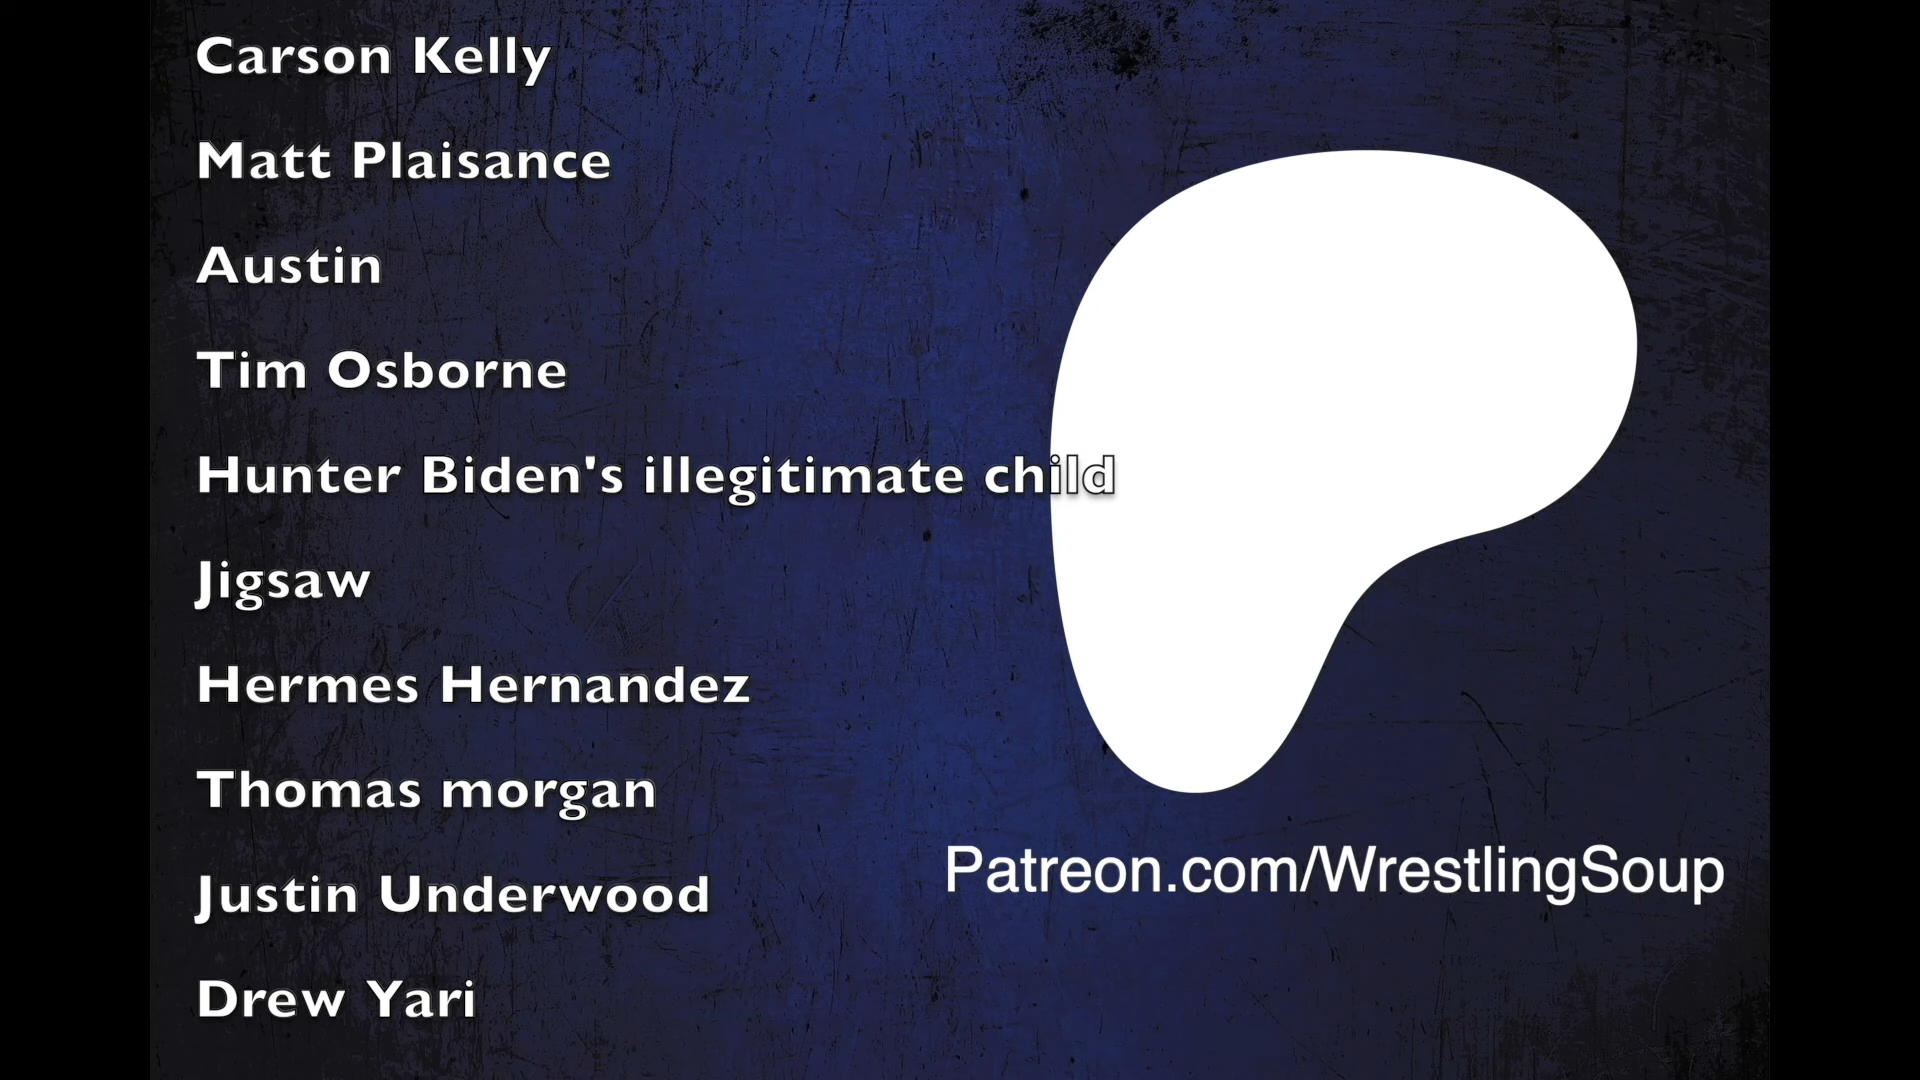 Carson Kelly
Matt Plaisance
Austin
Tim Osborne
Hunter Biden's illegitimate child
Jigsaw
Hermes Hernandez
Thomas morgan
Justin Underwood
Drew Yari
Patreon.com/WrestlingSoup